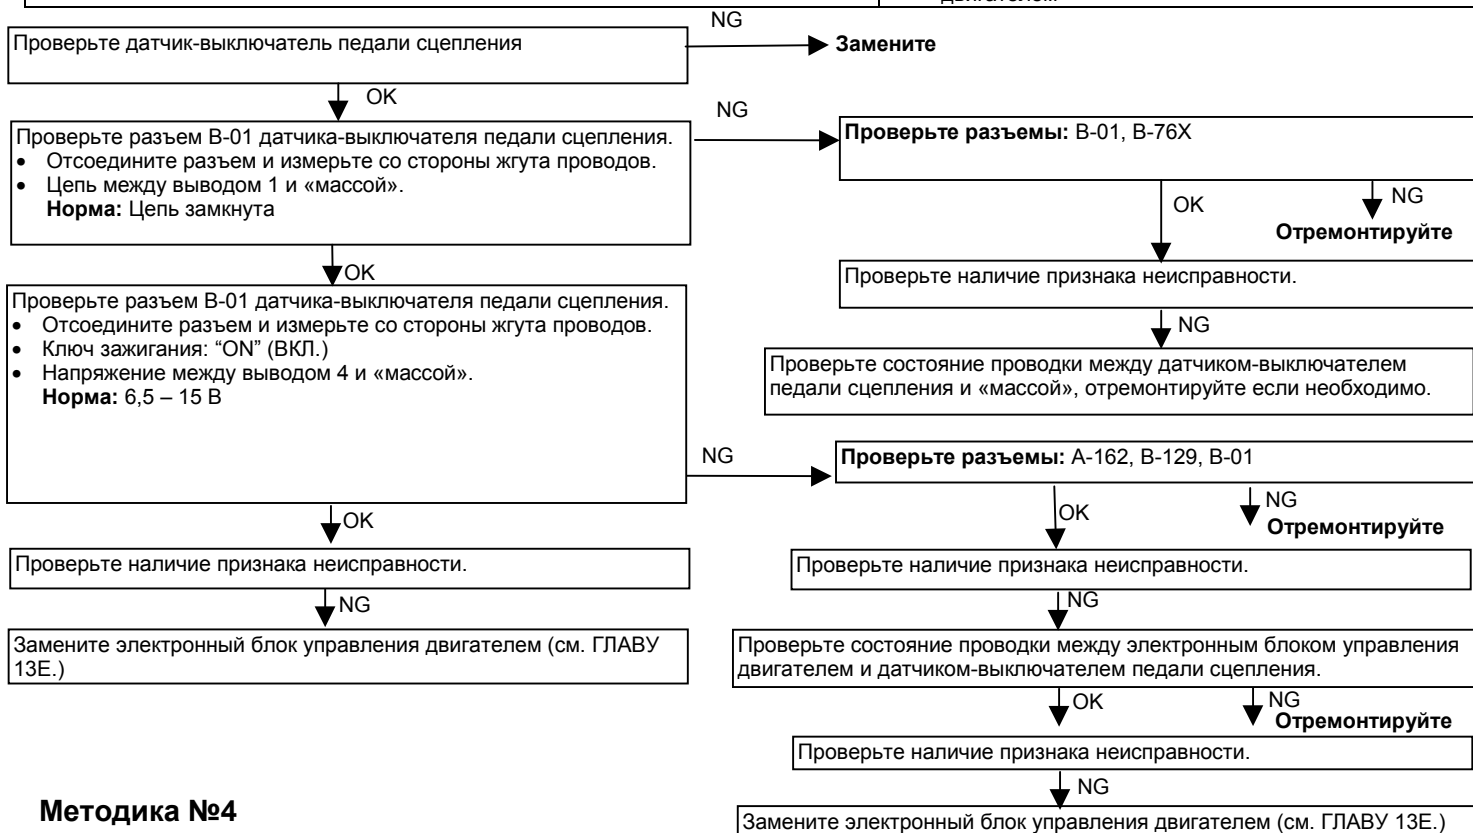 NG
Проверьте датчик-выключатель педали сцепления
Замените
OK
NG
Проверьте разъем B-01 датчика-выключателя педали сцепления.
• Отсоедините разъем и измерьте со стороны жгута проводов.
• Цепь между выводом 1 и «массой».
Норма: Цепь замкнута
Проверьте разъемы: B-01, B-76X
OK
NG
Отремонтируйте
OK
Проверьте наличие признака неисправности.
NG
Проверьте состояние проводки между датчиком-выключателем
педали сцепления и «массой», отремонтируйте если необходимо.
Проверьте разъем B-01 датчика-выключателя педали сцепления.
• Отсоедините разъем и измерьте со стороны жгута проводов.
• Ключ зажигания: “ON” (ВКЛ.)
• Напряжение между выводом 4 и «массой».
Норма: 6,5 – 15 В
NG
Проверьте разъемы: A-162, B-129, B-01
OK
NG
Отремонтируйте
OK
Проверьте наличие признака неисправности.
Проверьте наличие признака неисправности.
NG
NG
Замените электронный блок управления двигателем (см. ГЛАВУ
13E.)
Проверьте состояние проводки между электронным блоком управления
двигателем и датчиком-выключателем педали сцепления.
OK
NG
Отремонтируйте
Проверьте наличие признака неисправности.
NG
Методика №4
Замените электронный блок управления двигателем (см. ГЛАВУ 13E.)